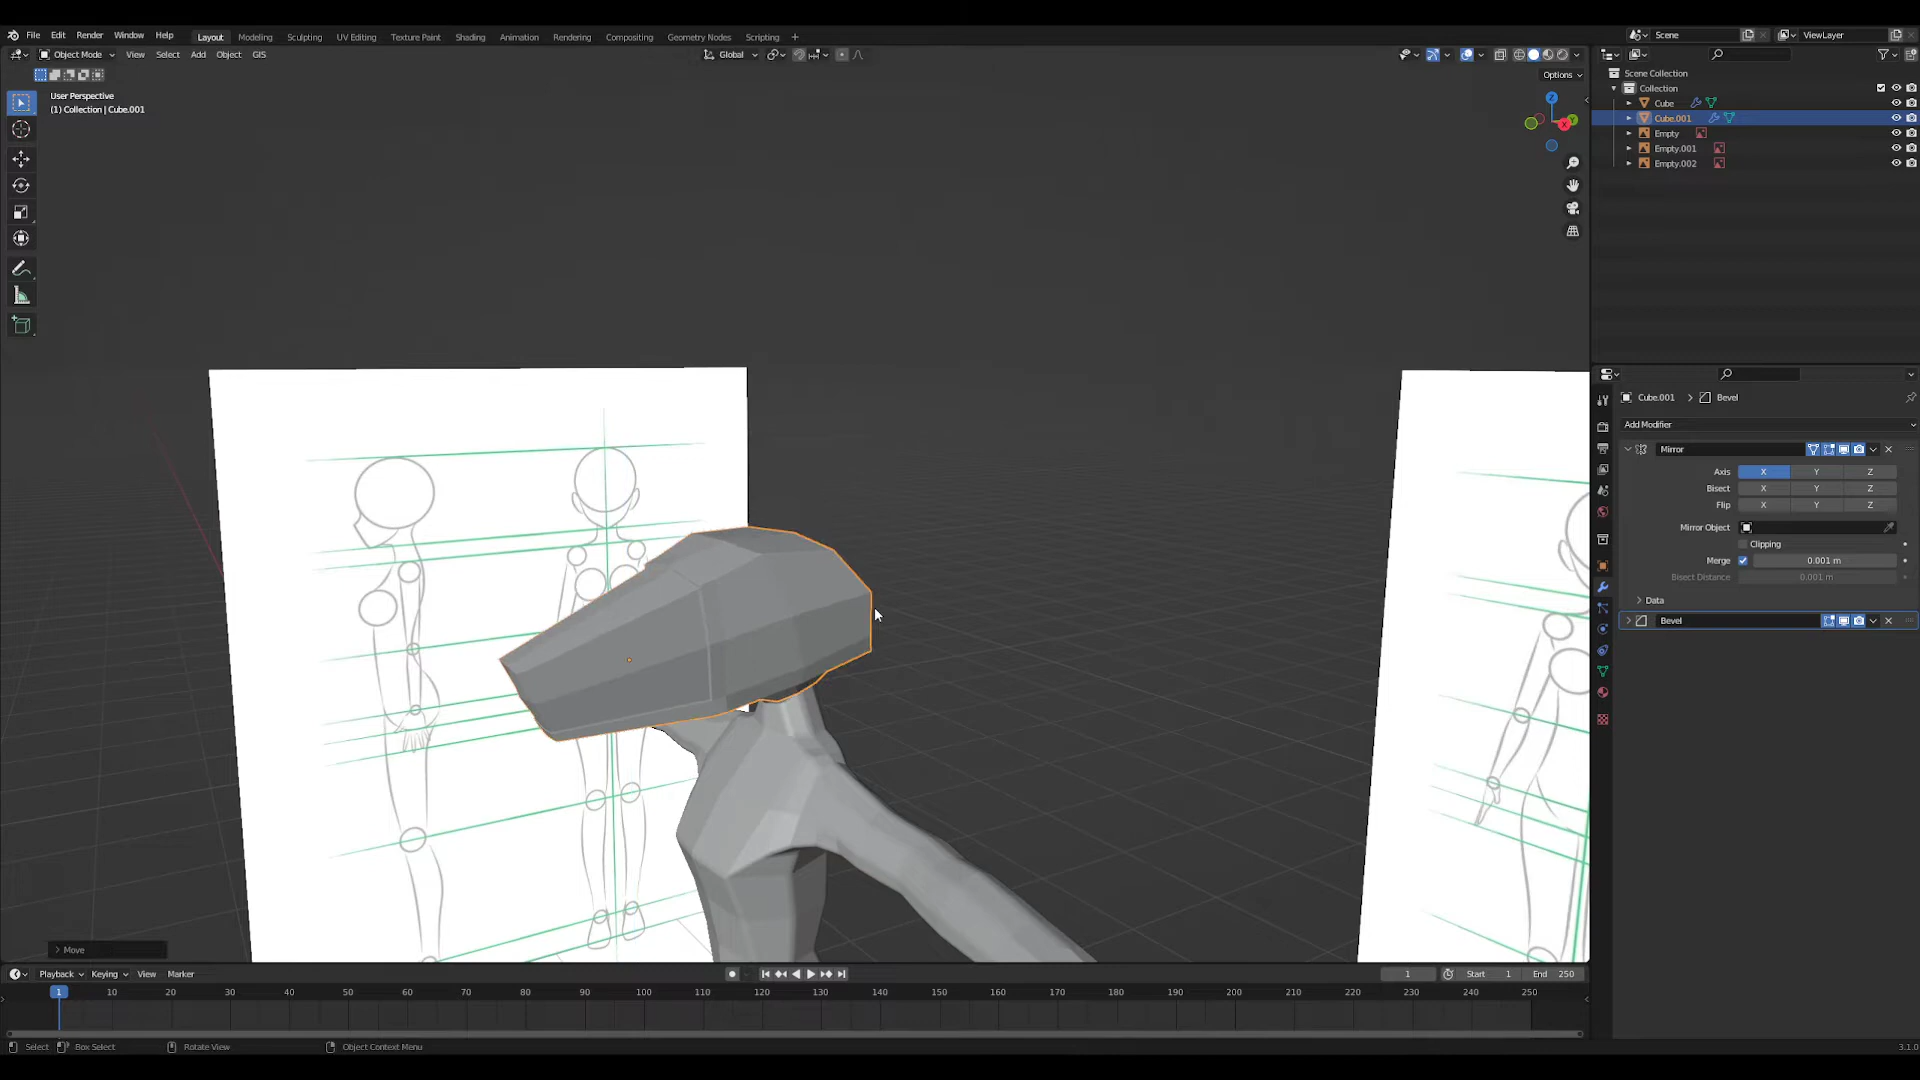 File Edit Render Window Help Layout Modeling Sculpting UV Editing Texture Paint Shading Animation Rendering Compositing Geometry Nodes Scripting + Scene ViewLayer
Object Mode View Select Add Object GIS Global
Options
User Perspective
(1) Collection | Cube.001
Scene Collection
Collection
Cube
Cube.001
Empty
Empty.001
Empty.002
Z
Y
X
Cube.001 > Bevel
Add Modifier
Mirror
Axis X Y Z
Bisect X Y Z
Flip X Y Z
Mirror Object
Clipping
Merge 0.001 m
Bisect Distance 0.001 m
Data
Bevel
> Move
Playback Keying View Marker 1 Start 1 End 250
1 10 20 30 40 50 60 70 80 90 100 110 120 130 140 150 160 170 180 190 200 210 220 230 240 250
Select Box Select Rotate View Object Context Menu 3.1.0